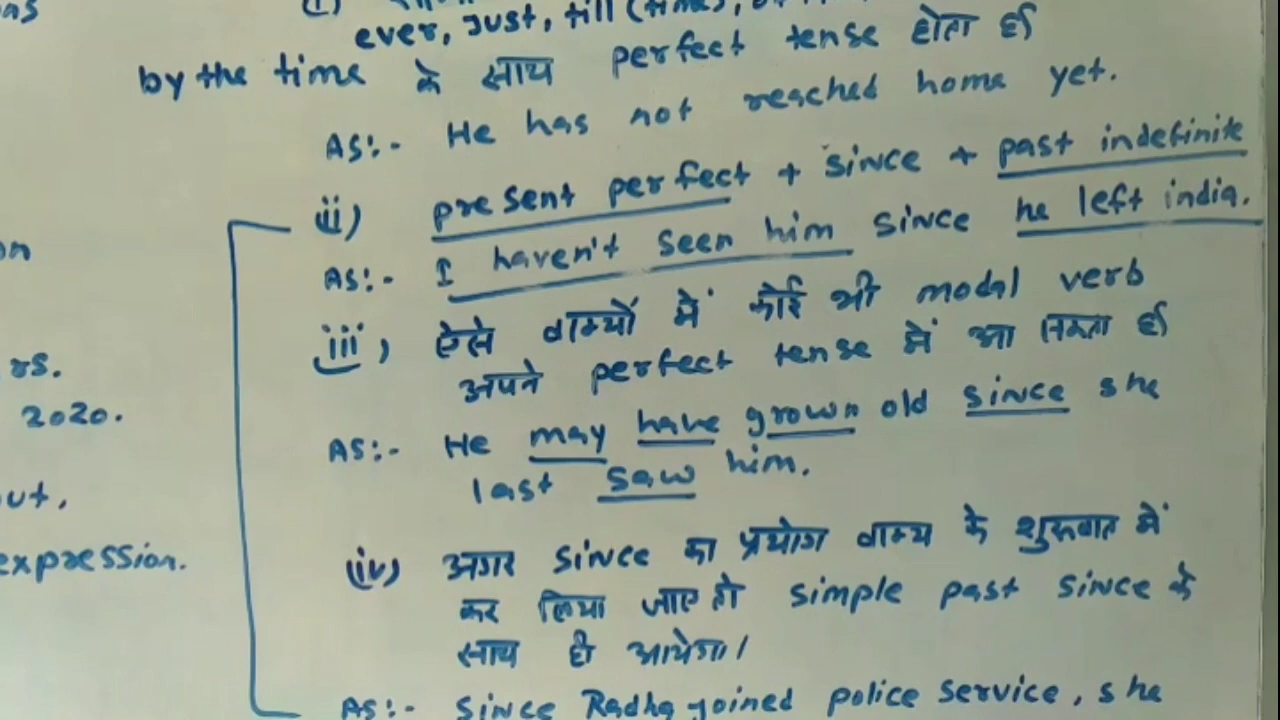 (i)
ever, just, till (time),
by the time के साथ perfect tense होता है
As:- He has not reached home yet.
ii) present perfect + since + past indefinite
As:- I haven't seen him since he left india.
iii) ऐसे वाक्यों में कोई भी modal verb
अपने perfect tense में आ सकता है
As:- He may have grown old since she
last saw him.
(iv) अगर since का प्रयोग वाक्य के शुरूवात में
कर लिया जाए तो simple past since के
साथ ही आयेगा।
As:- Since Radha joined police service, she
on
rs.
2020.
out,
expression.